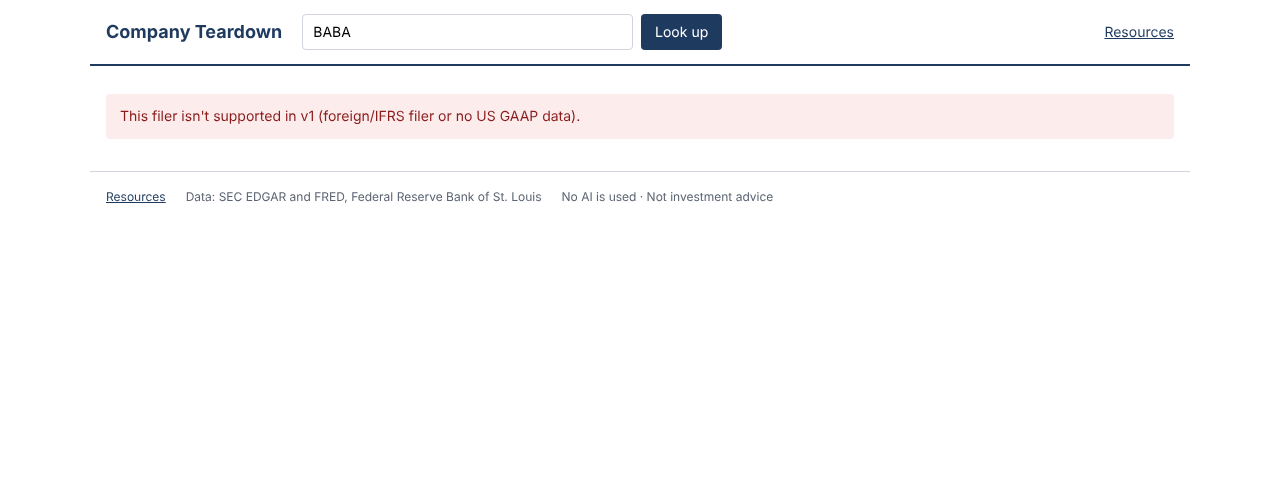 Company Teardown BABA Look up Resources
This filer isn't supported in v1 (foreign/IFRS filer or no US GAAP data).
Resources Data: SEC EDGAR and FRED, Federal Reserve Bank of St. Louis No AI is used · Not investment advice